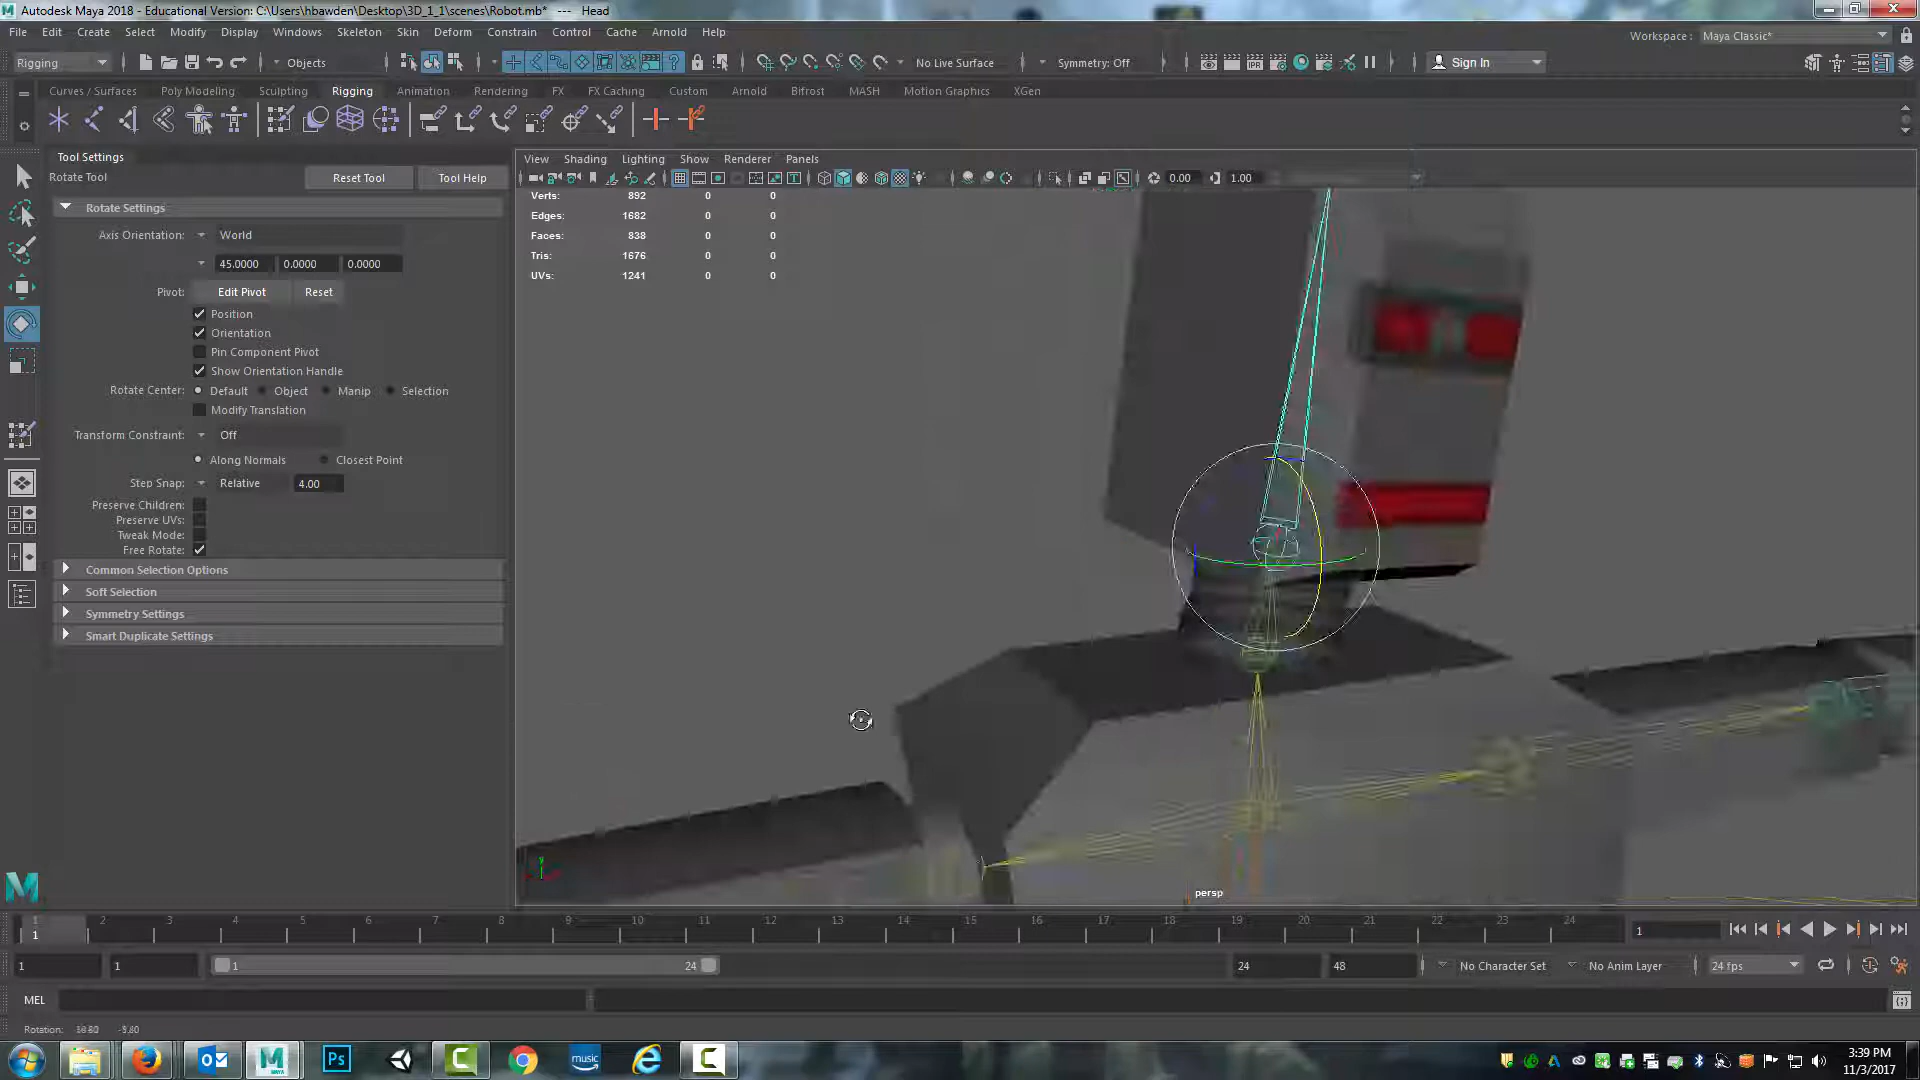 Autodesk Maya 2018 - Educational Version: C:\Users\hbawden\Desktop\3D_1_1\scenes\Robot.mb* --- Head
File Edit Create Select Modify Display Windows Skeleton Skin Deform Constrain Control Cache Arnold Help
Workspace : Maya Classic*
Rigging Objects No Live Surface Symmetry: Off Sign In
Curves / Surfaces Poly Modeling Sculpting Rigging Animation Rendering FX FX Caching Custom Arnold Bifrost MASH Motion Graphics XGen
Tool Settings
Rotate Tool Reset Tool Tool Help
Rotate Settings
Axis Orientation: World
45.0000 0.0000 0.0000
Pivot: Edit Pivot Reset
Position
Orientation
Pin Component Pivot
Show Orientation Handle
Rotate Center: Default Object Manip Selection
Modify Translation
Transform Constraint: Off
Along Normals Closest Point
Step Snap: Relative 4.00
Preserve Children:
Preserve UVs:
Tweak Mode:
Free Rotate:
Common Selection Options
Soft Selection
Symmetry Settings
Smart Duplicate Settings
View Shading Lighting Show Renderer Panels
0.00 1.00
Verts: 892 0 0
Edges: 1682 0 0
Faces: 838 0 0
Tris: 1676 0 0
UVs: 1241 0 0
persp
1 2 3 4 5 6 7 8 9 10 11 12 13 14 15 16 17 18 19 20 21 22 23 24
1 1
1 1 1 24 24 48 No Character Set No Anim Layer 24 fps
MEL
Rotation:
3:39 PM
11/3/2017